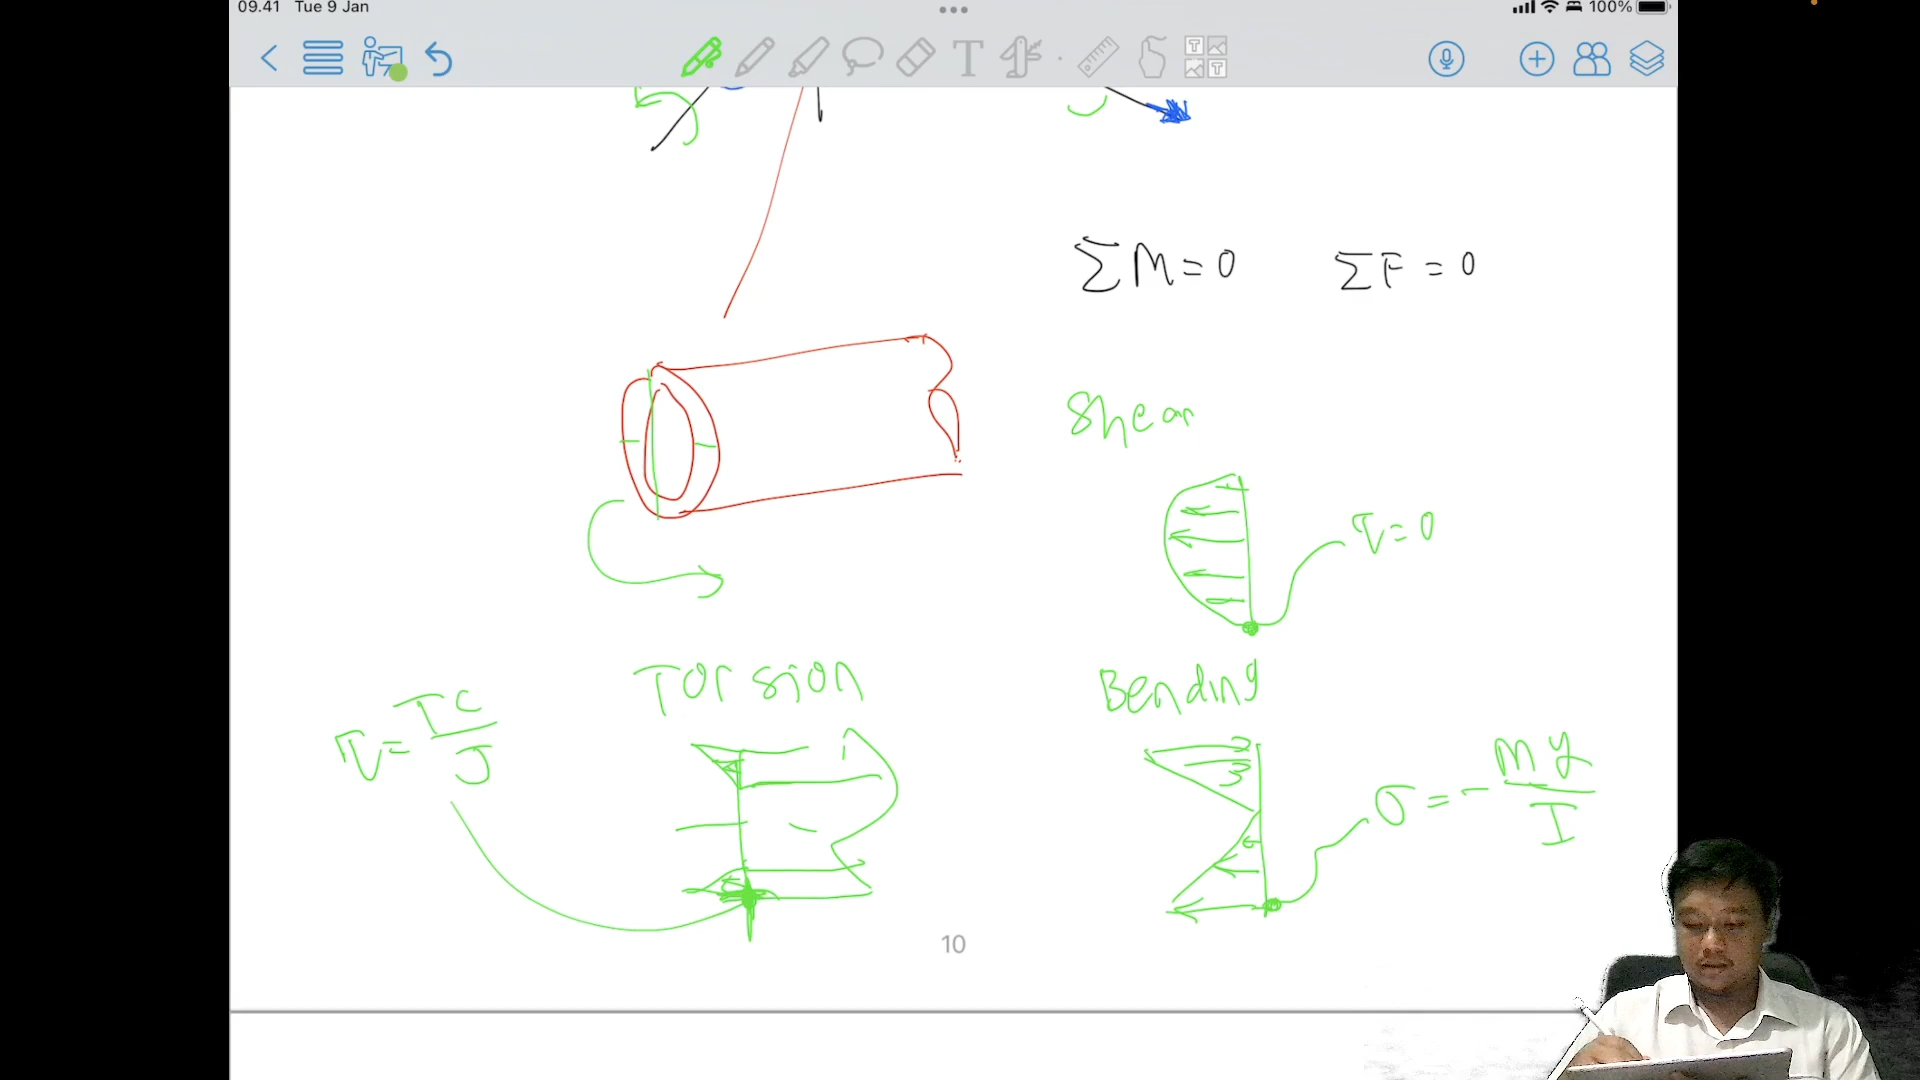 09.41 Tue 9 Jan
100%
T
ΣM=0 ΣF=0
Shear
τ=0
Torsion
Bending
τ=TC/J
σ=-My/I
10